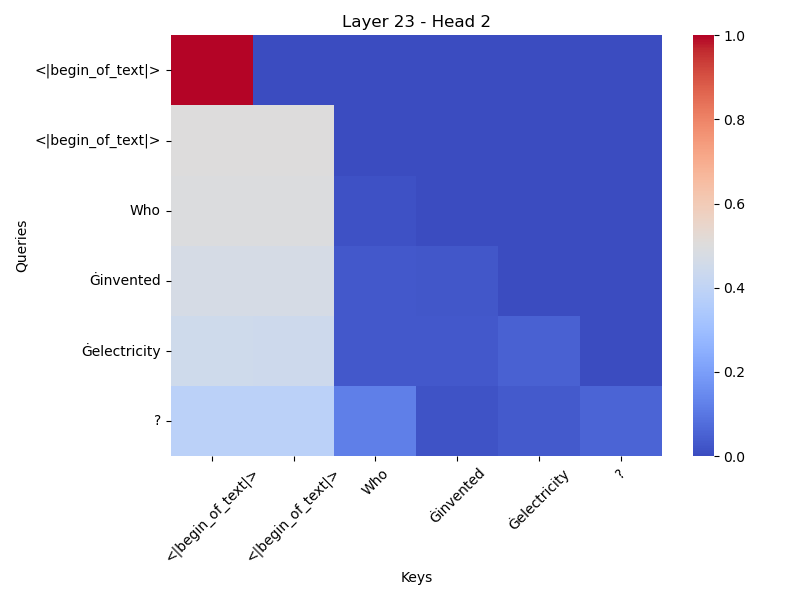 Layer 23 - Head 2
<|begin_of_text|>
<|begin_of_text|>
Who
Ġinvented
Ġelectricity
?
Queries
<|begin_of_text|>
<|begin_of_text|>
Who
Ġinvented
Ġelectricity
?
Keys
1.0
0.8
0.6
0.4
0.2
0.0